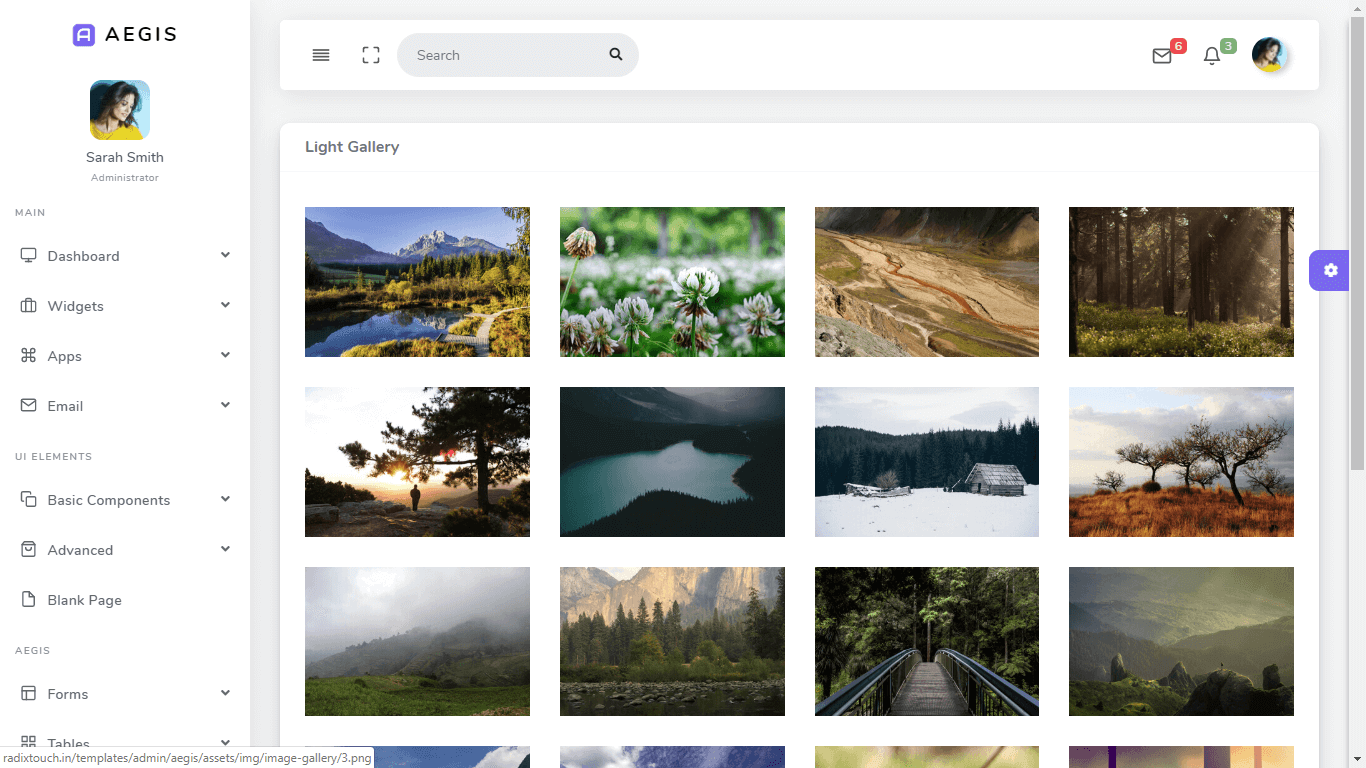 AEGIS
Sarah Smith
Administrator
MAIN
Dashboard
Widgets
Apps
Email
UI ELEMENTS
Basic Components
Advanced
Blank Page
AEGIS
Forms
Tables
radixtouch.in/templates/admin/aegis/assets/img/image-gallery/3.png
Search
6
3
Light Gallery